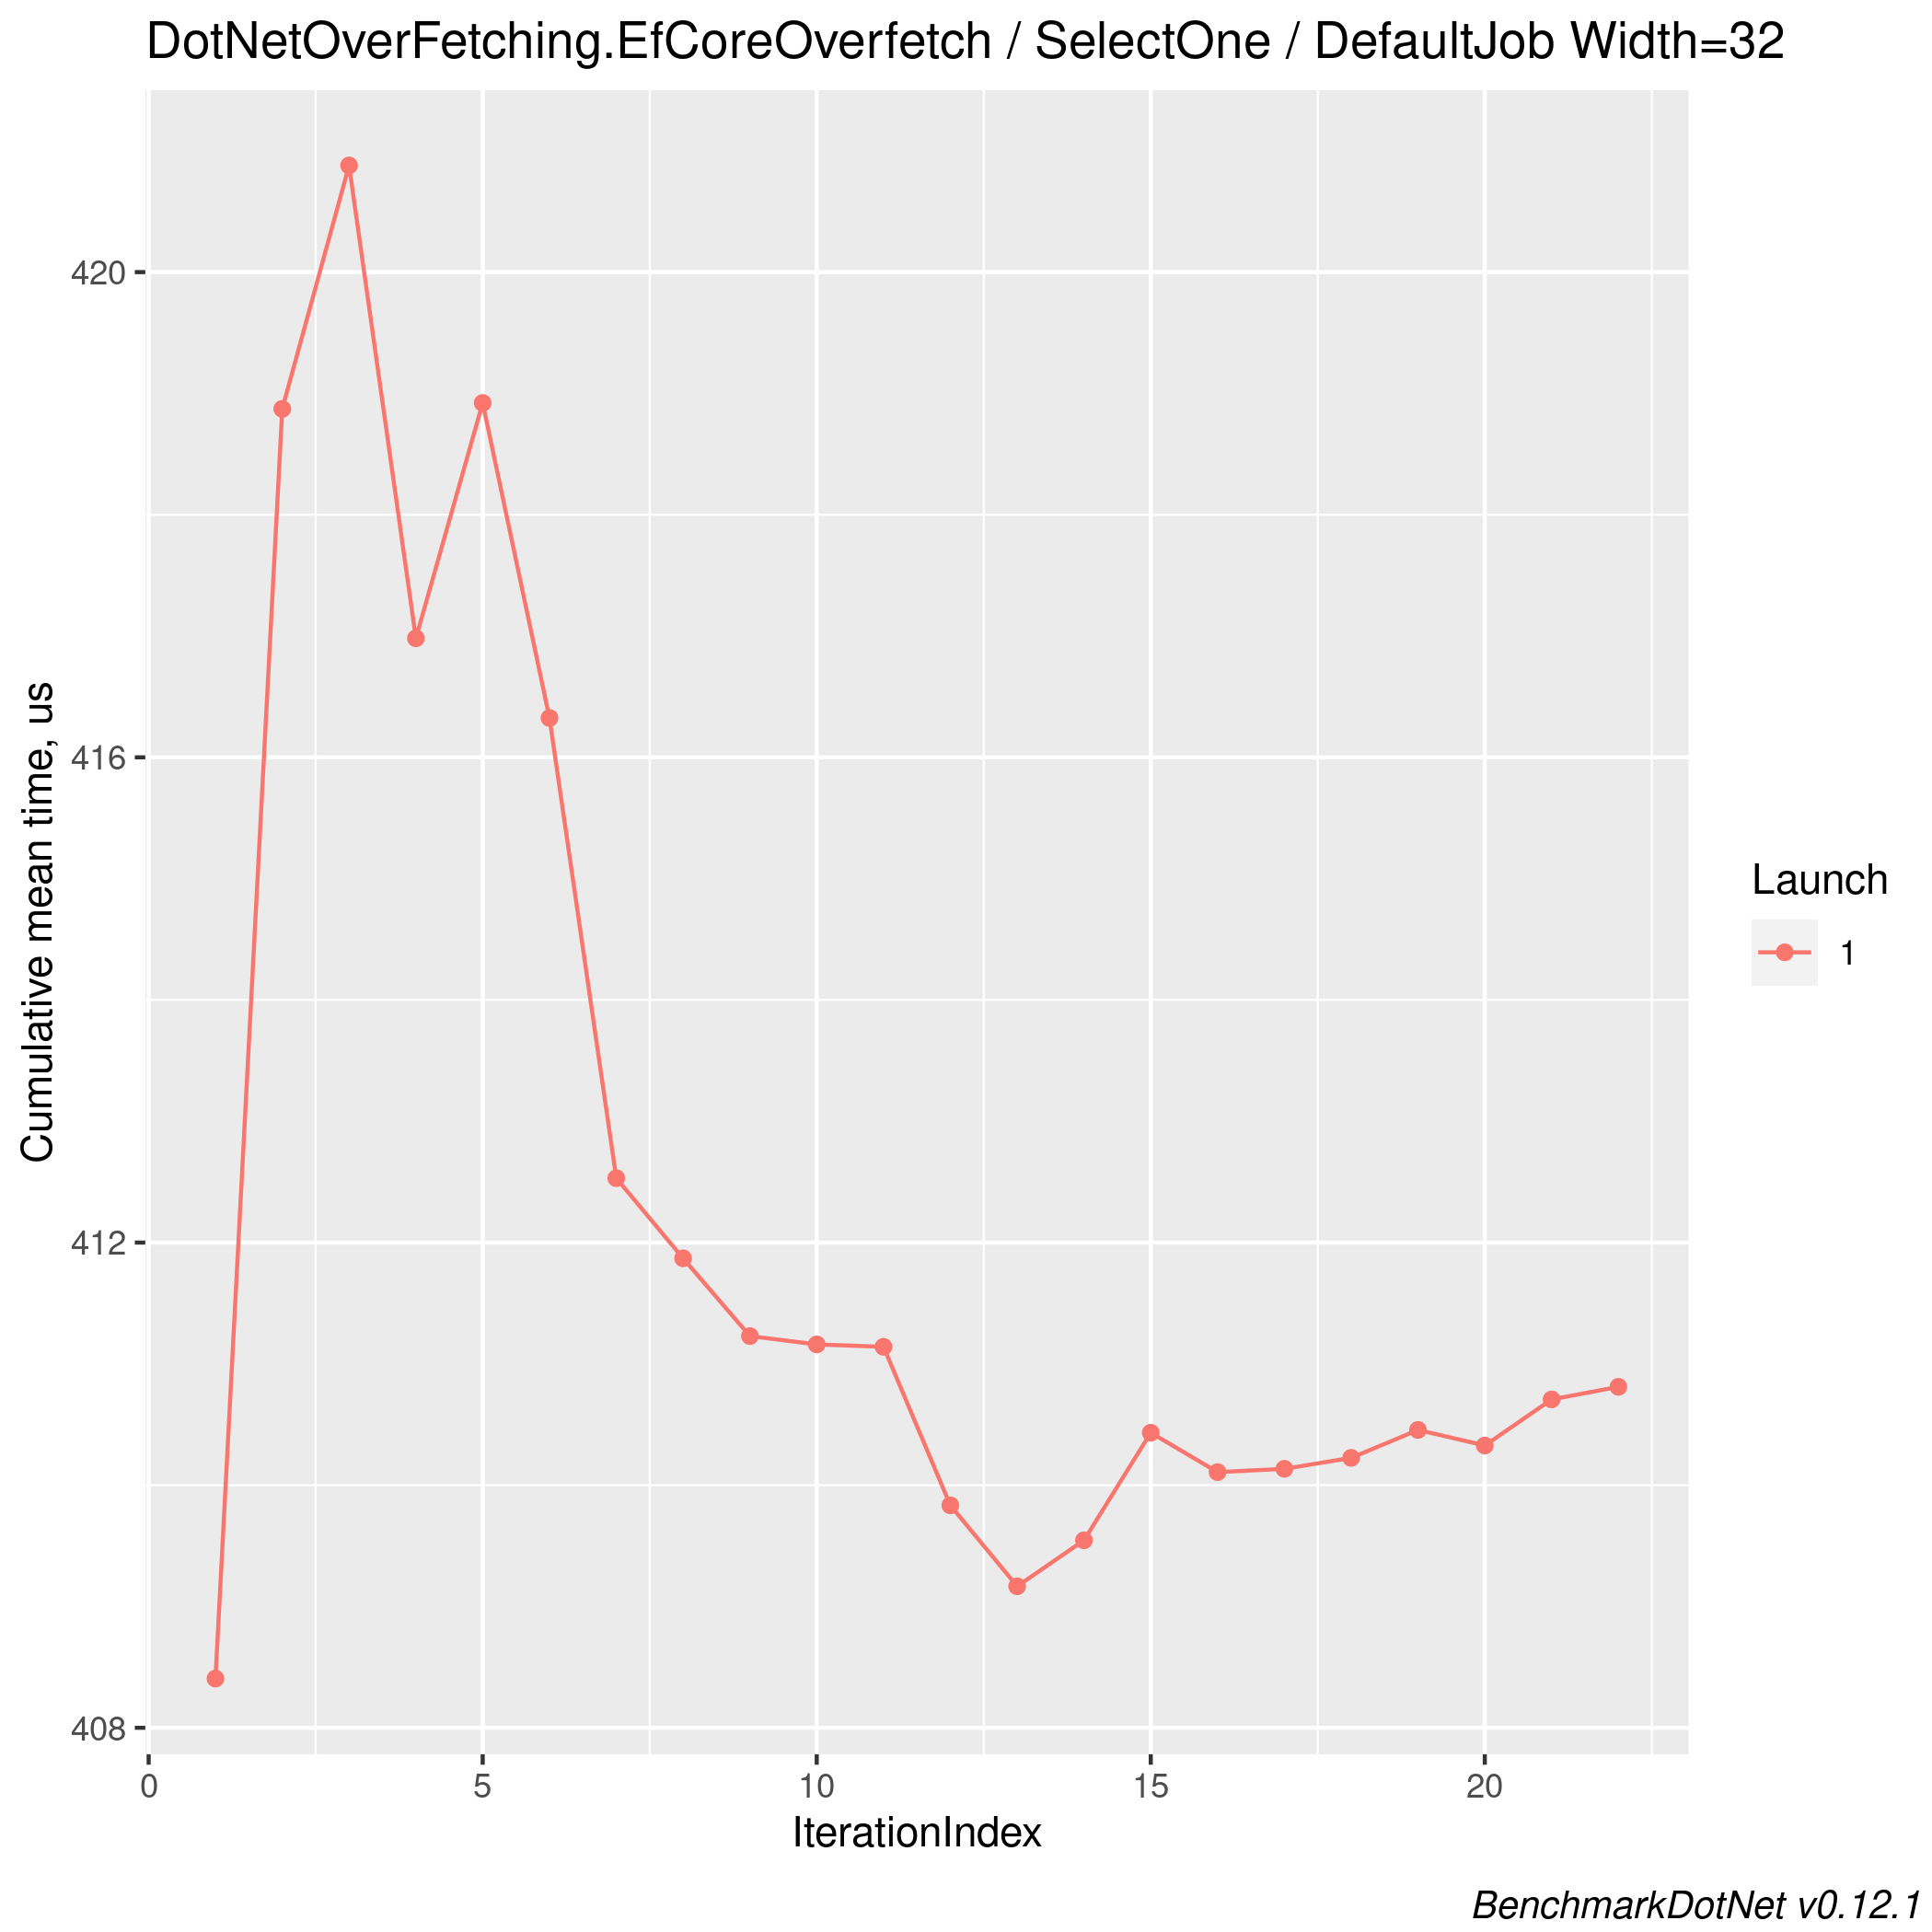 DotNetOverFetching.EfCoreOverfetch / SelectOne / DefaultJob Width=32
Cumulative mean time, us
420
416
412
408
0 5 10 15 20
IterationIndex
Launch
1
BenchmarkDotNet v0.12.1